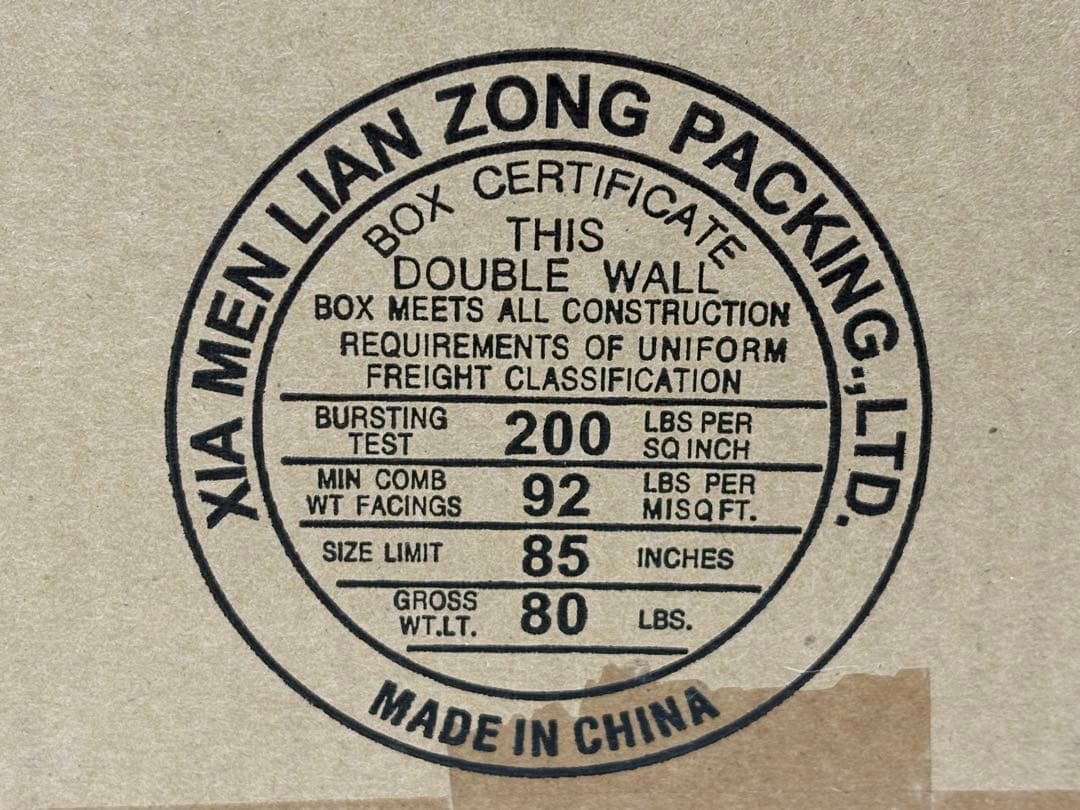 XIA MEN LIAN ZONG PACKING.,LTD.
BOX CERTIFICATE
THIS
DOUBLE WALL
BOX MEETS ALL CONSTRUCTION
REQUIREMENTS OF UNIFORM
FREIGHT CLASSIFICATION
BURSTING TEST 200 LBS PER SQ INCH
MIN COMB WT FACINGS 92 LBS PER MISQFT.
SIZE LIMIT 85 INCHES
GROSS WT.LT. 80 LBS.
MADE IN CHINA